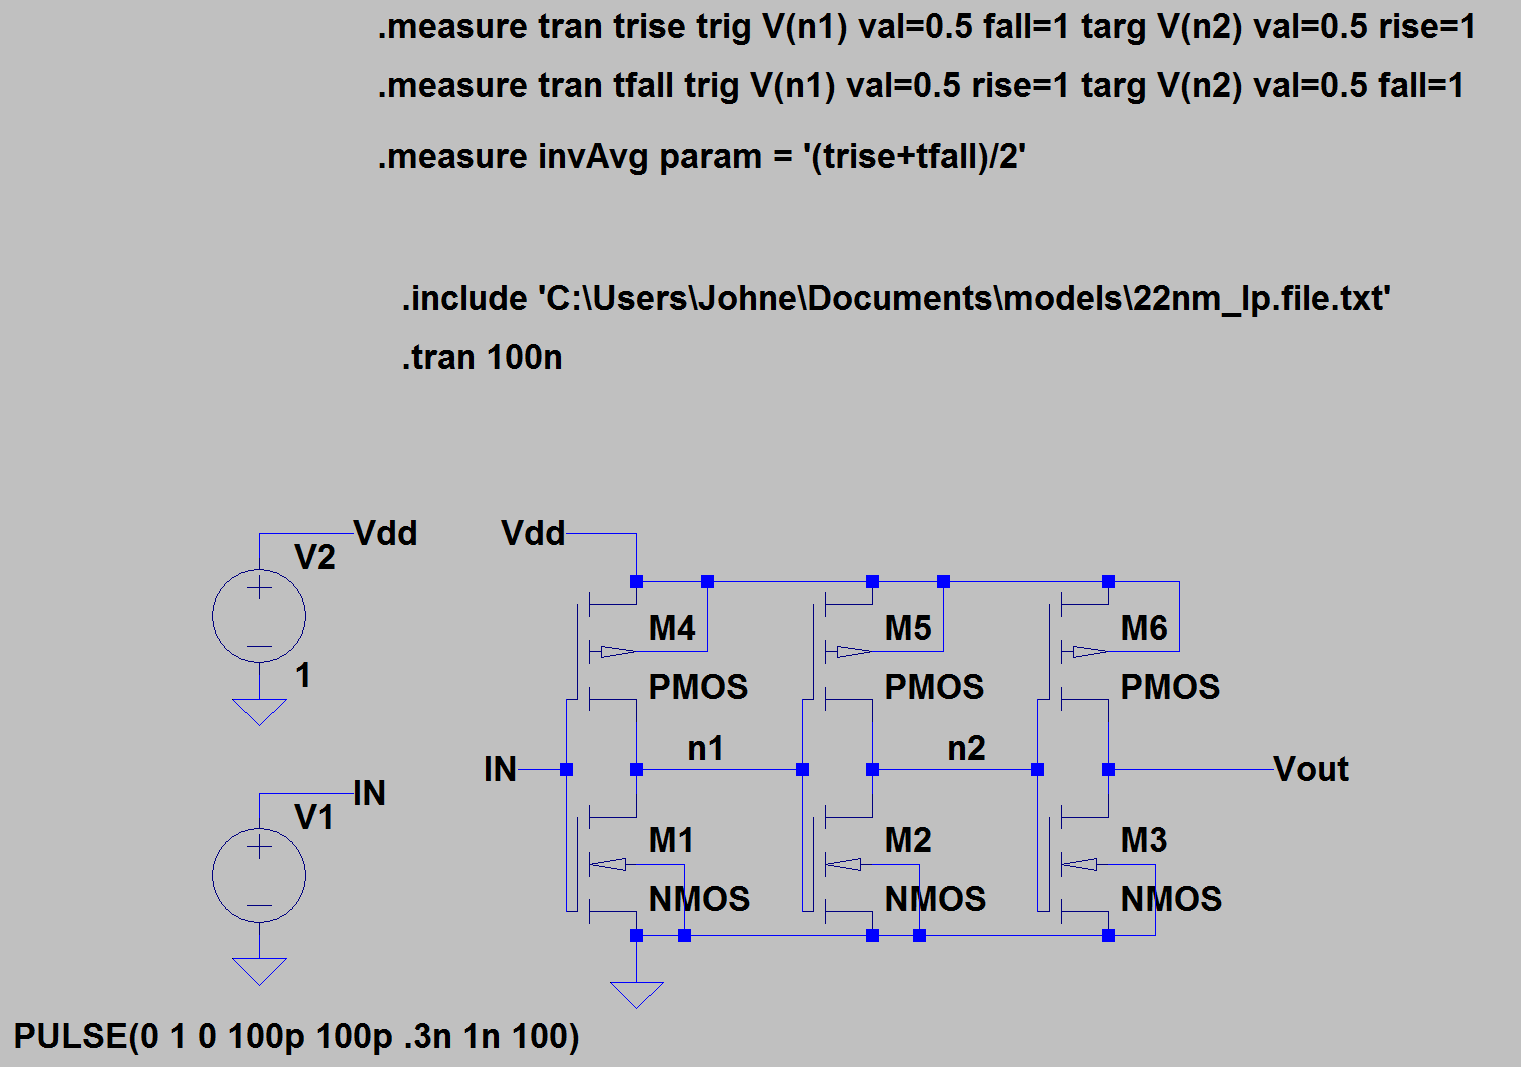 .measure tran trise trig V(n1) val=0.5 fall=1 targ V(n2) val=0.5 rise=1
.measure tran tfall trig V(n1) val=0.5 rise=1 targ V(n2) val=0.5 fall=1
.measure invAvg param = '(trise+tfall)/2'
.include 'C:\Users\Johne\Documents\models\22nm_lp.file.txt'
.tran 100n
Vdd
V2
1
Vdd
M4
PMOS
M5
PMOS
M6
PMOS
IN
n1
n2
Vout
IN
V1
M1
NMOS
M2
NMOS
M3
NMOS
PULSE(0 1 0 100p 100p .3n 1n 100)